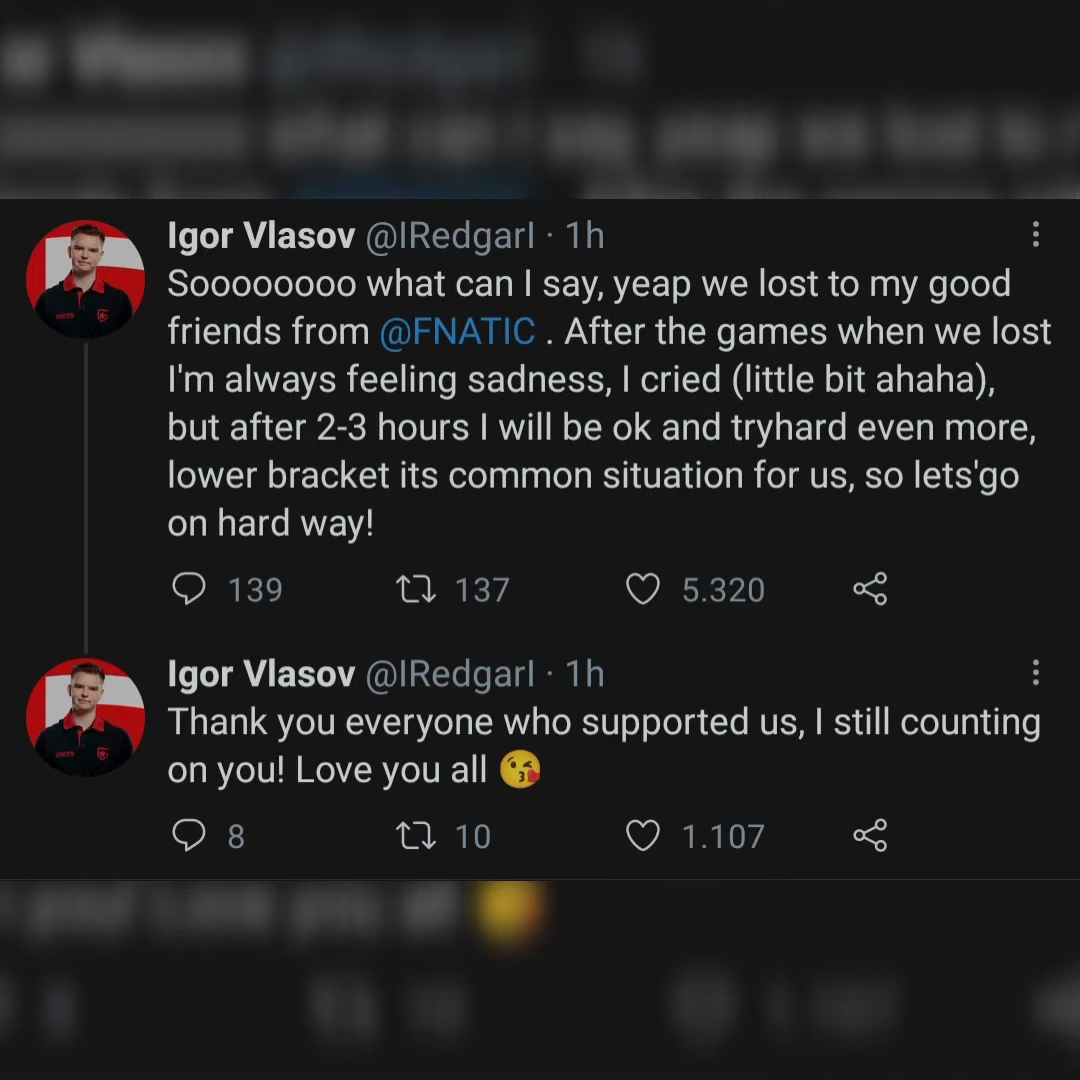 Igor Vlasov @IRedgarI · 1h
Soooooooo what can I say, yeap we lost to my good
friends from @FNATIC . After the games when we lost
I'm always feeling sadness, I cried (little bit ahaha),
but after 2-3 hours I will be ok and tryhard even more,
lower bracket its common situation for us, so lets'go
on hard way!
139 137 5.320
Igor Vlasov @IRedgarI · 1h
Thank you everyone who supported us, I still counting
on you! Love you all 😘
8 10 1.107